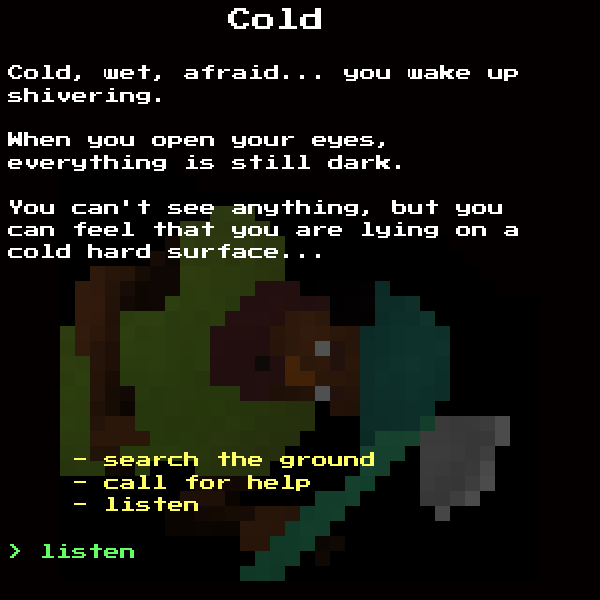 Cold
Cold, wet, afraid... you wake up
shivering.
When you open your eyes,
everything is still dark.
You can't see anything, but you
can feel that you are lying on a
cold hard surface...
- search the ground
- call for help
- listen
> listen